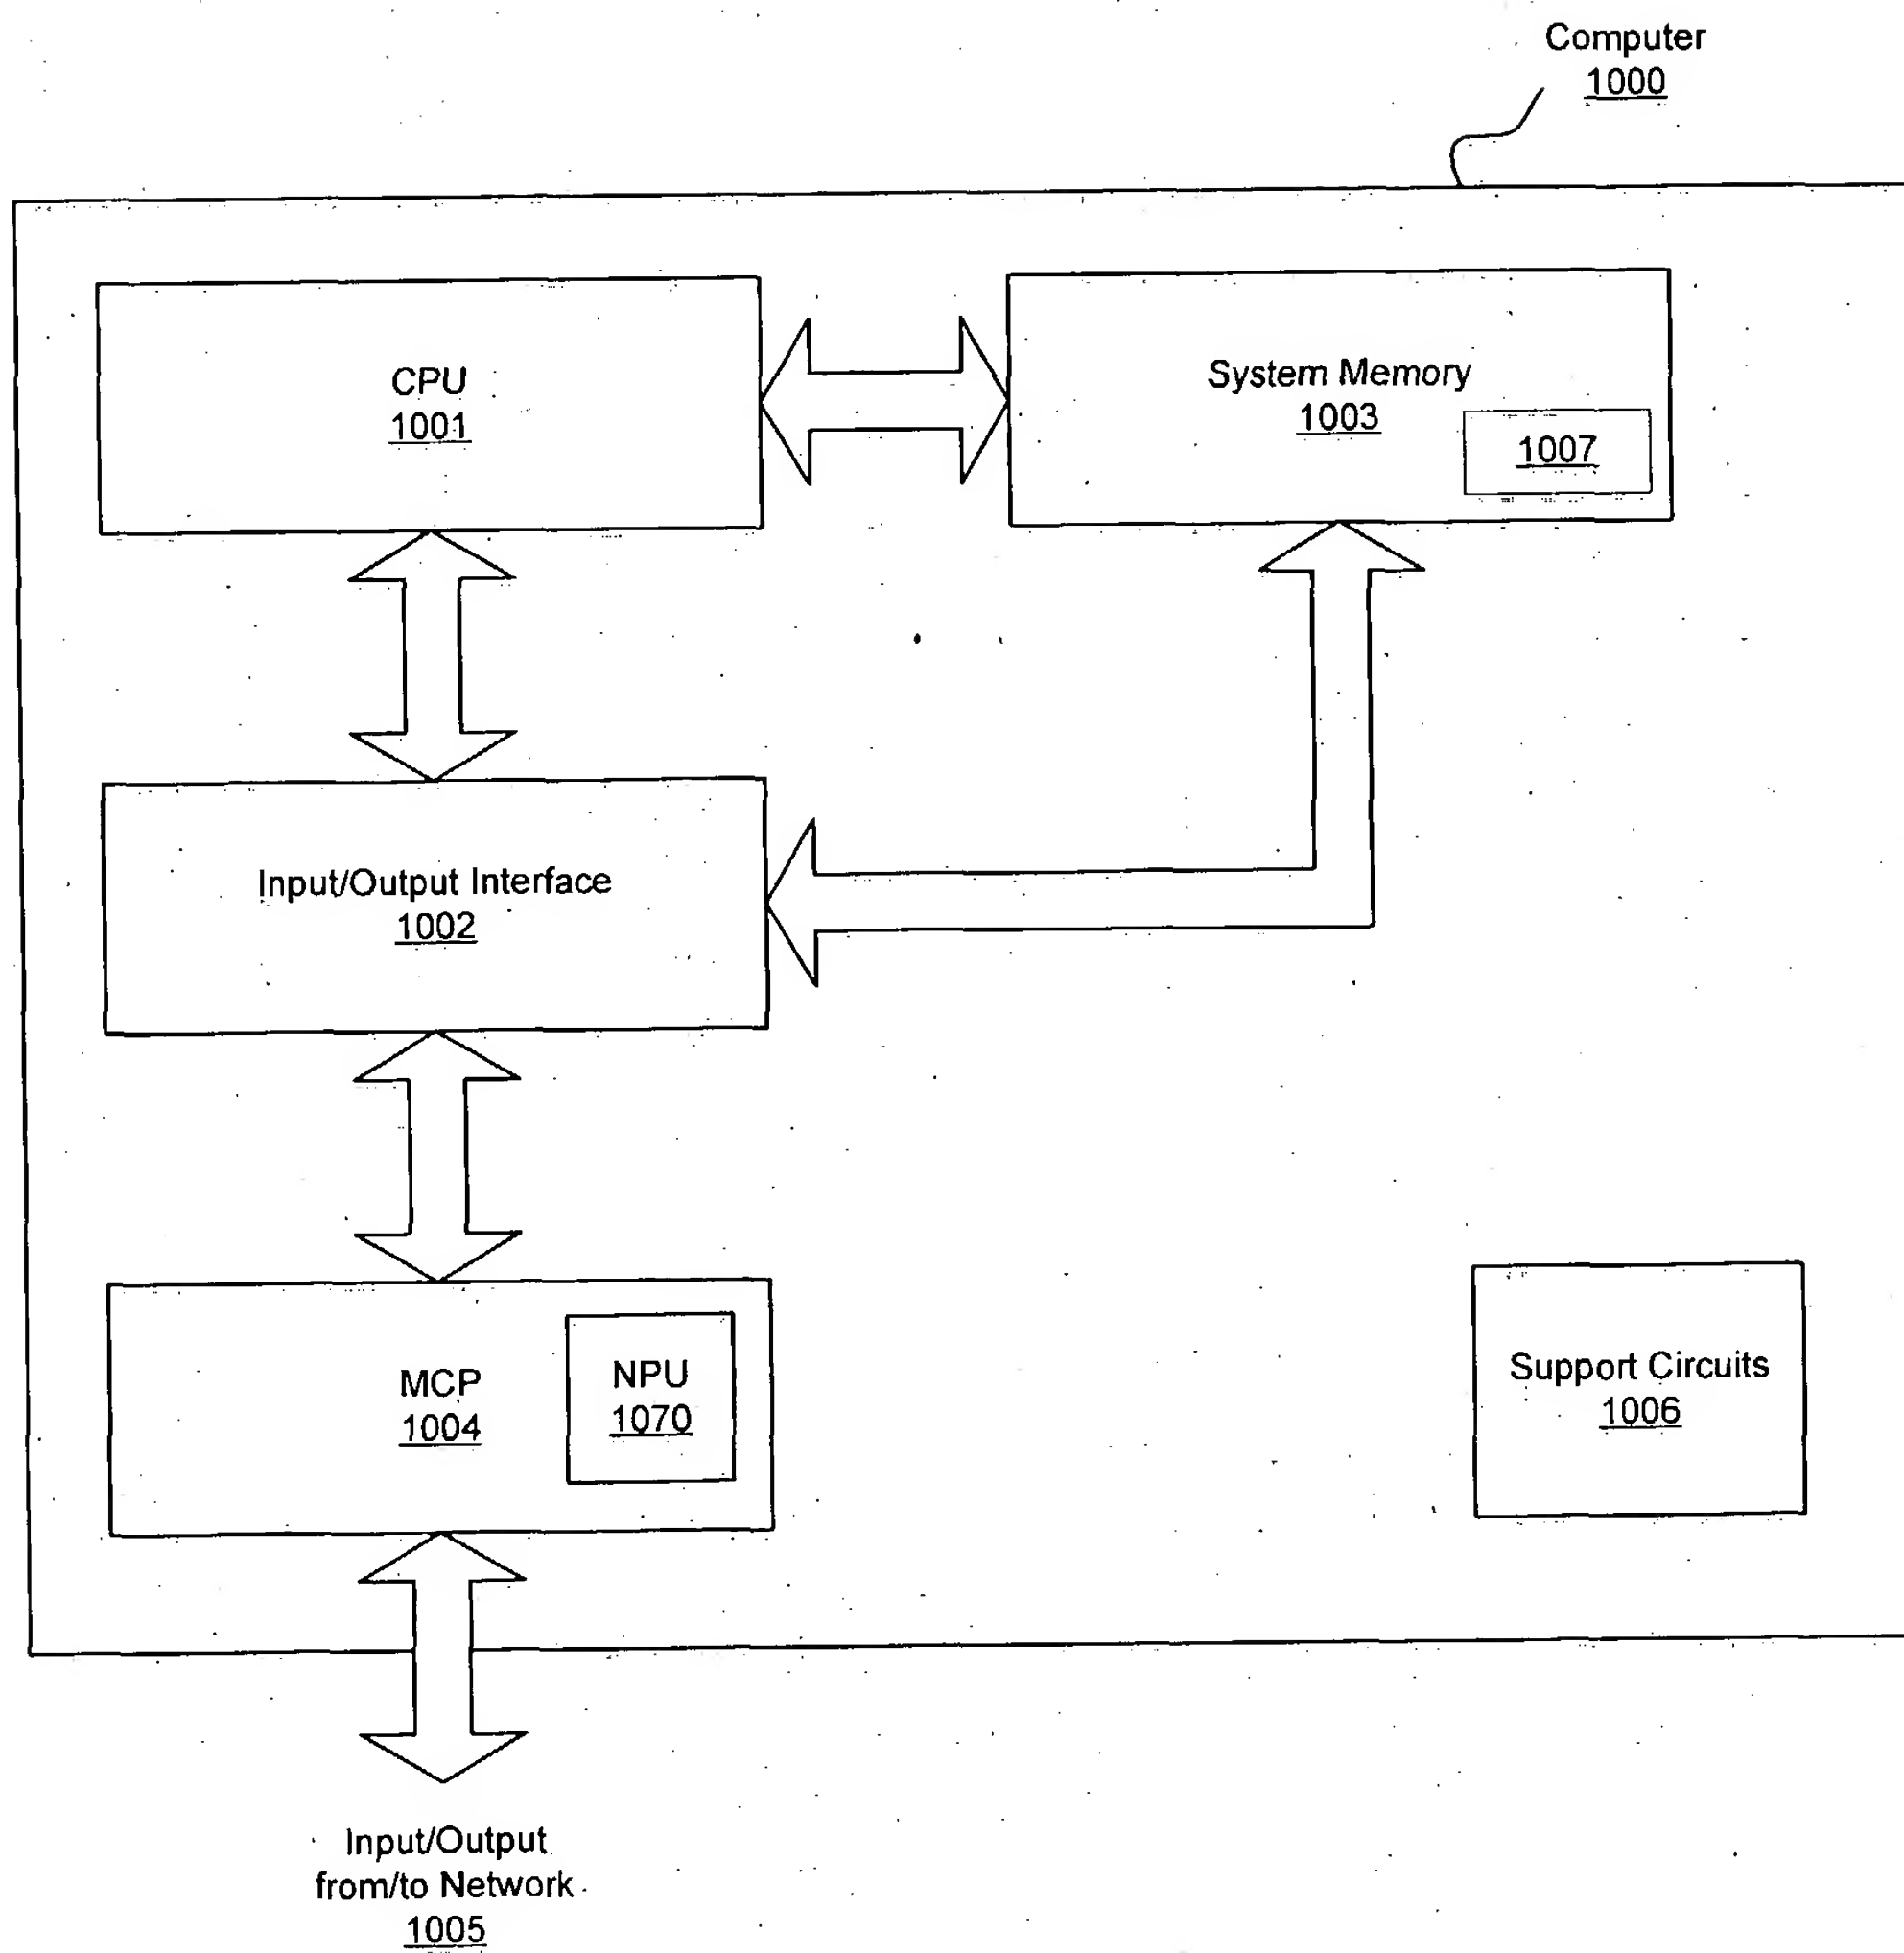 Computer
1000
CPU
1001
System Memory
1003
1007
Input/Output Interface
1002
MCP
1004
NPU
1070
Support Circuits
1006
Input/Output
from/to Network
1005